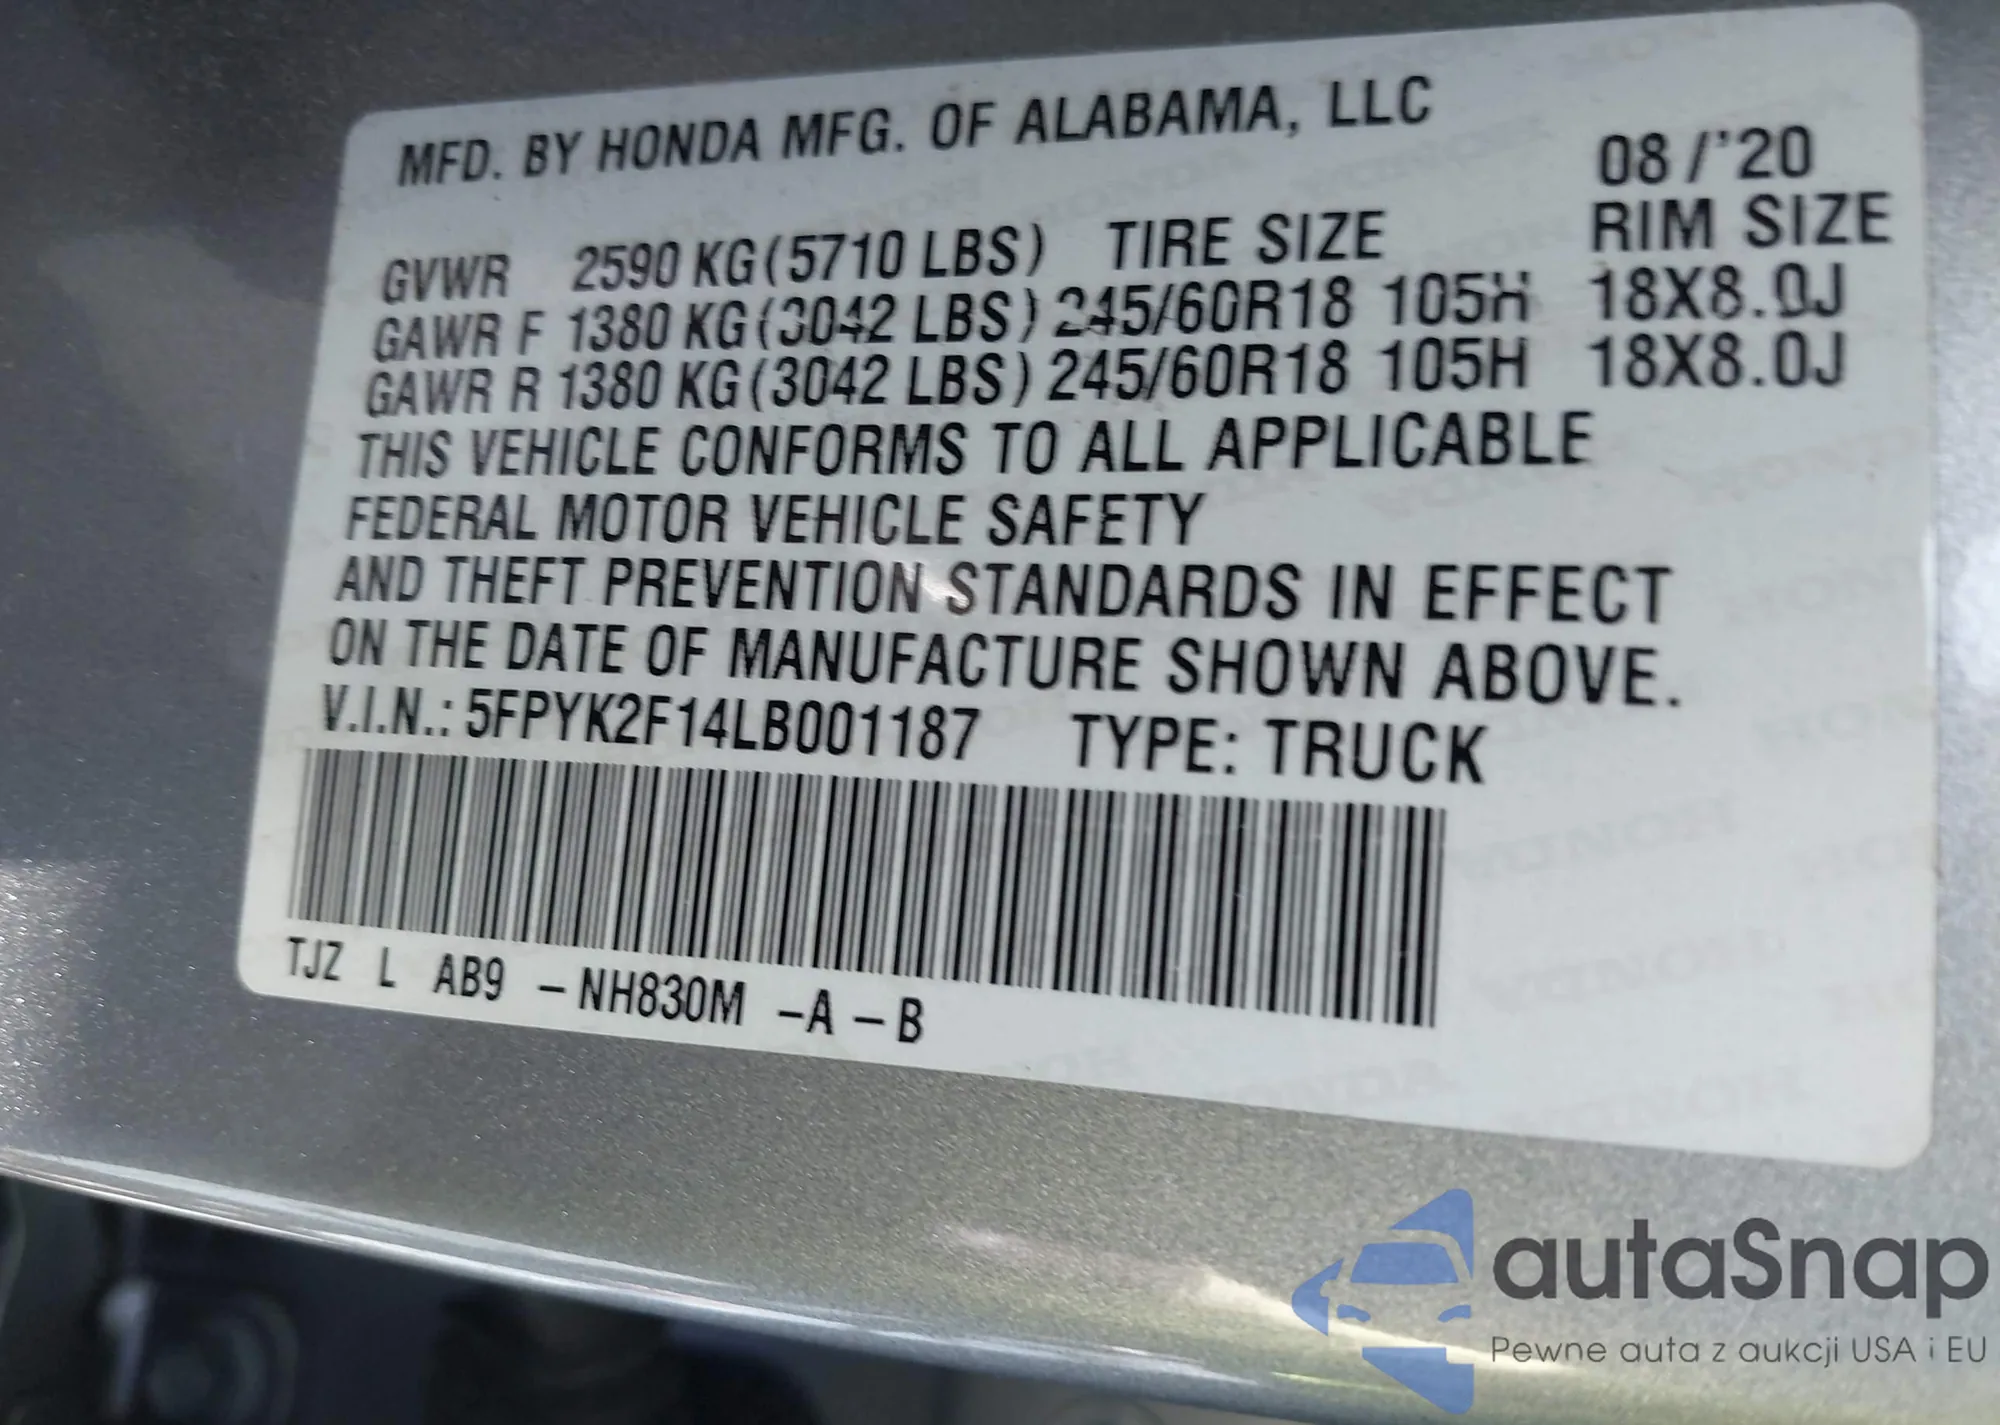 MFD. BY HONDA MFG. OF ALABAMA, LLC
08/'20
GVWR 2590 KG(5710 LBS) TIRE SIZE RIM SIZE
GAWR F 1380 KG(3042 LBS) 245/60R18 105H 18X8.0J
GAWR R 1380 KG(3042 LBS) 245/60R18 105H 18X8.0J
THIS VEHICLE CONFORMS TO ALL APPLICABLE
FEDERAL MOTOR VEHICLE SAFETY
AND THEFT PREVENTION STANDARDS IN EFFECT
ON THE DATE OF MANUFACTURE SHOWN ABOVE.
V.I.N.: 5FPYK2F14LB001187 TYPE: TRUCK
TJZ L AB9 -NH830M -A -B
autaSnap
Pewne auta z aukcji USA i EU